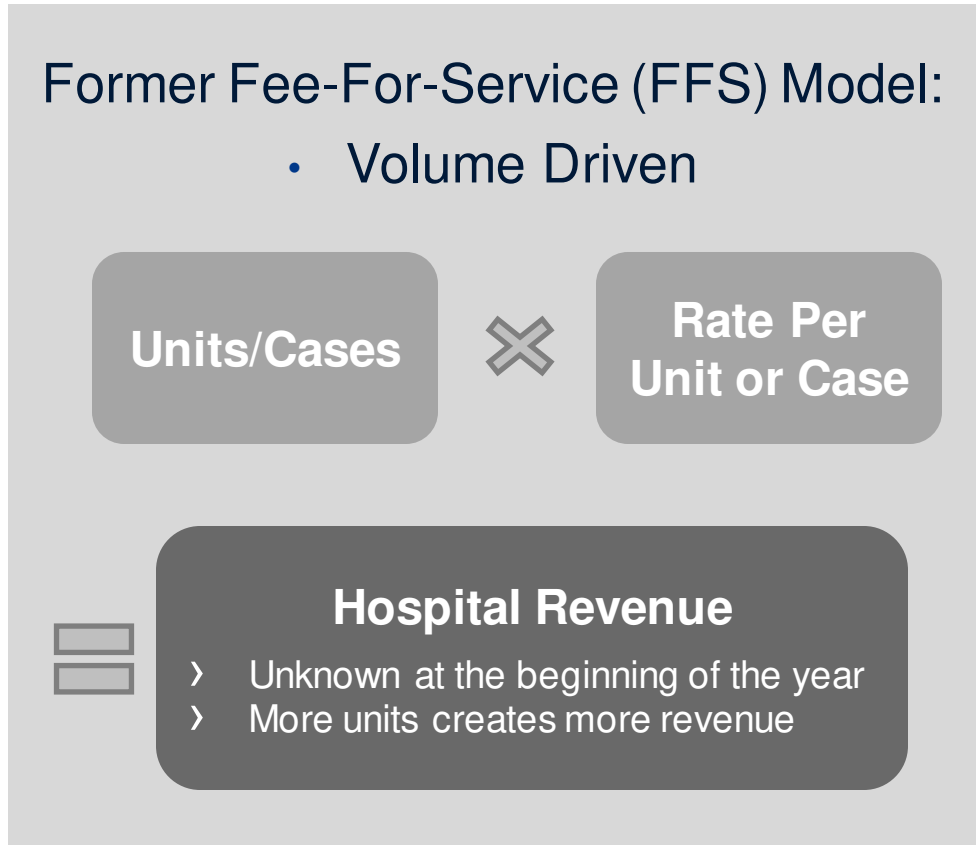 Former Fee-For-Service (FFS) Model:
• Volume Driven
Units/Cases
Rate Per
Unit or Case
Hospital Revenue
› Unknown at the beginning of the year
› More units creates more revenue